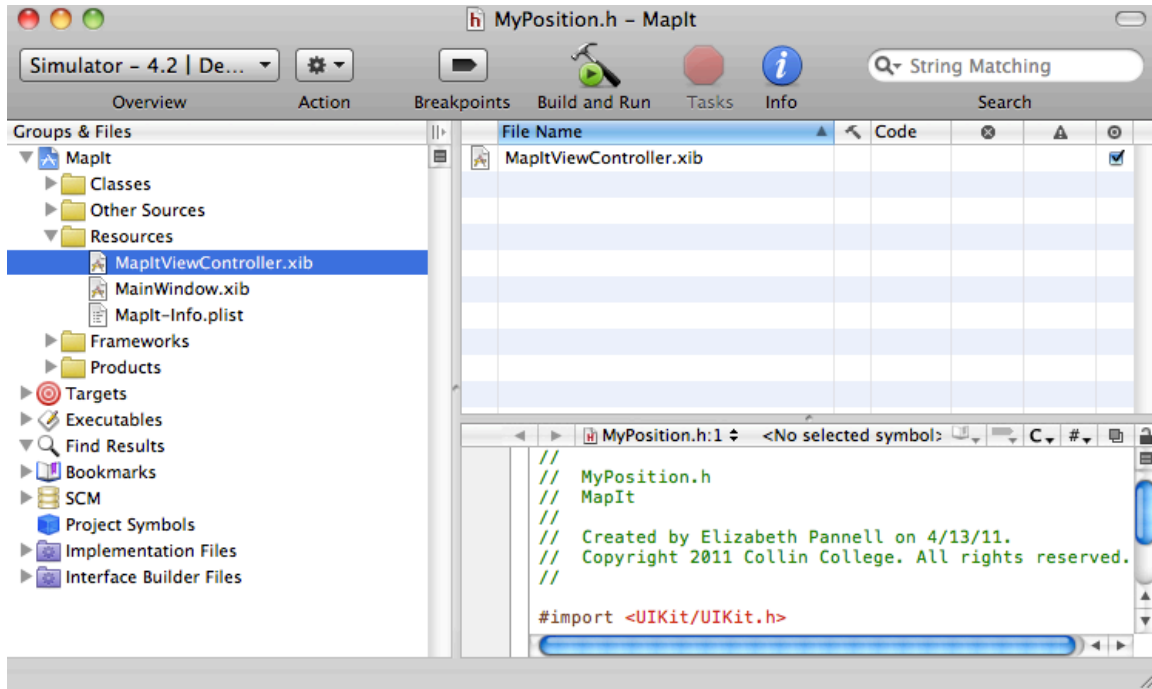 MyPosition.h – MapIt
Simulator – 4.2 | De...
String Matching
Overview Action Breakpoints Build and Run Tasks Info Search
Groups & Files
MapIt
Classes
Other Sources
Resources
MapItViewController.xib
MainWindow.xib
MapIt-Info.plist
Frameworks
Products
Targets
Executables
Find Results
Bookmarks
SCM
Project Symbols
Implementation Files
Interface Builder Files
File Name Code
MapItViewController.xib
MyPosition.h:1 <No selected symbol> C #
//
// MyPosition.h
// MapIt
//
// Created by Elizabeth Pannell on 4/13/11.
// Copyright 2011 Collin College. All rights reserved.
//
#import <UIKit/UIKit.h>